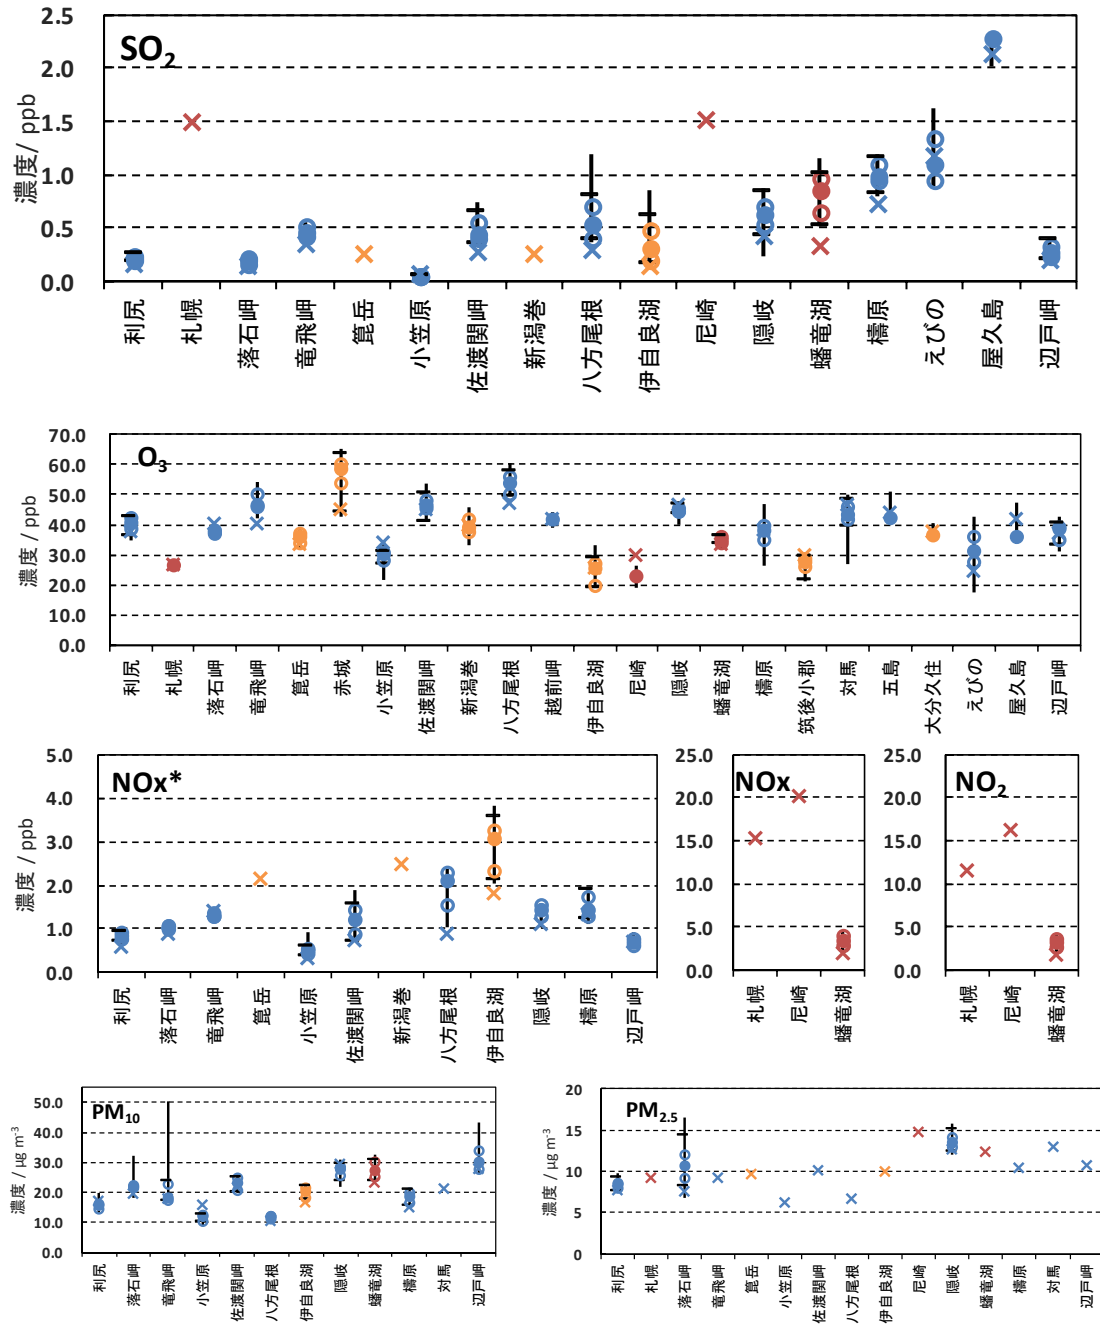 SO2
濃度/ ppb
2.5
2.0
1.5
1.0
0.5
0.0
利尻
札幌
落石岬
竜飛岬
箟岳
小笠原
佐渡関岬
新潟巻
八方尾根
伊自良湖
尼崎
隠岐
蟠竜湖
檮原
えびの
屋久島
辺戸岬
O3
濃度 / ppb
70.0
60.0
50.0
40.0
30.0
20.0
10.0
0.0
利尻
札幌
落石岬
竜飛岬
箟岳
赤城
小笠原
佐渡関岬
新潟巻
八方尾根
越前岬
伊自良湖
尼崎
隠岐
蟠竜湖
檮原
筑後小郡
対馬
五島
大分久住
えびの
屋久島
辺戸岬
NOx*
濃度 / ppb
5.0
4.0
3.0
2.0
1.0
0.0
利尻
落石岬
竜飛岬
箟岳
小笠原
佐渡関岬
新潟巻
八方尾根
伊自良湖
隠岐
檮原
辺戸岬
NOx
25.0
20.0
15.0
10.0
5.0
0.0
札幌
尼崎
蟠竜湖
NO2
25.0
20.0
15.0
10.0
5.0
0.0
札幌
尼崎
蟠竜湖
PM10
濃度 / μg m-3
50.0
40.0
30.0
20.0
10.0
0.0
利尻
落石岬
竜飛岬
小笠原
佐渡関岬
八方尾根
伊自良湖
隠岐
蟠竜湖
檮原
対馬
辺戸岬
PM2.5
濃度 / μg m-3
20
15
10
5
0
利尻
札幌
落石岬
竜飛岬
箟岳
小笠原
佐渡関岬
八方尾根
伊自良湖
尼崎
隠岐
蟠竜湖
檮原
対馬
辺戸岬